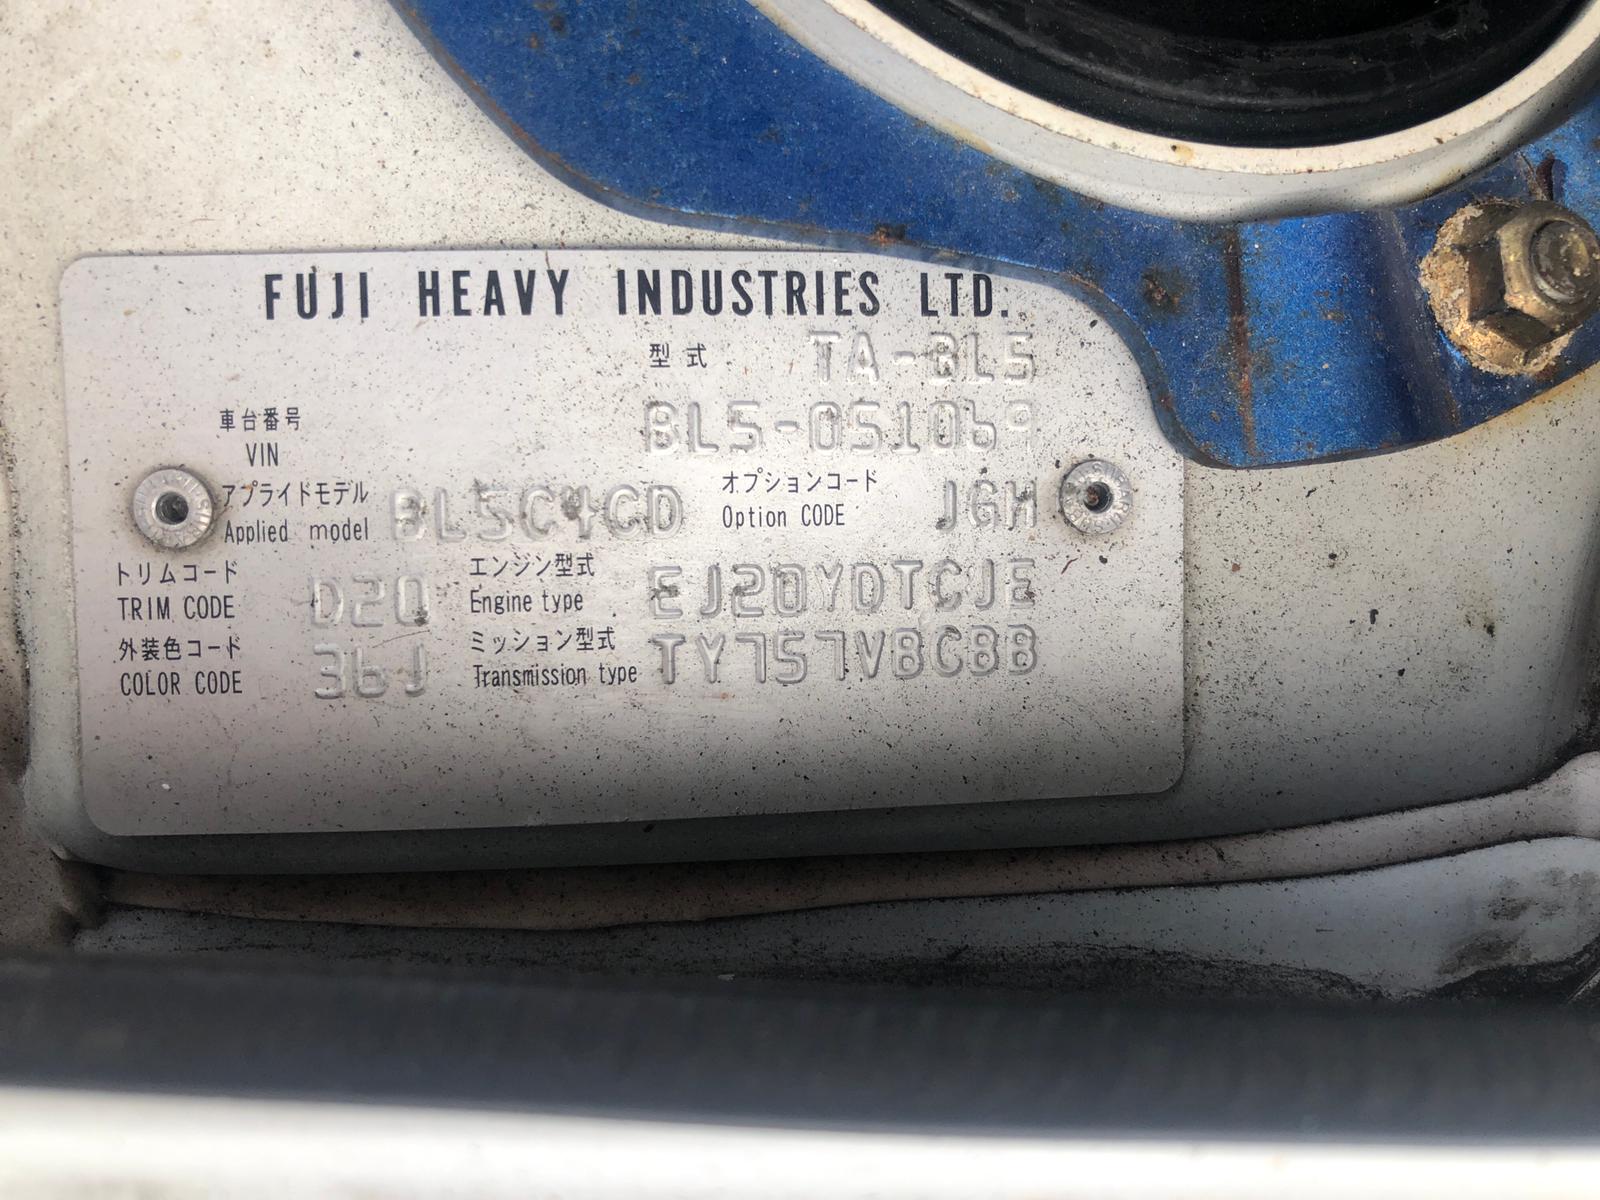 FUJI HEAVY INDUSTRIES LTD.
型式 TA-BL5
車台番号 VIN BL5-051069
アプライドモデル Applied model BL5C4CD オプションコード Option CODE JGH
トリムコード TRIM CODE D20 エンジン型式 Engine type EJ20YDTCJE
外装色コード COLOR CODE 36J ミッション型式 Transmission type TY757VBCBB